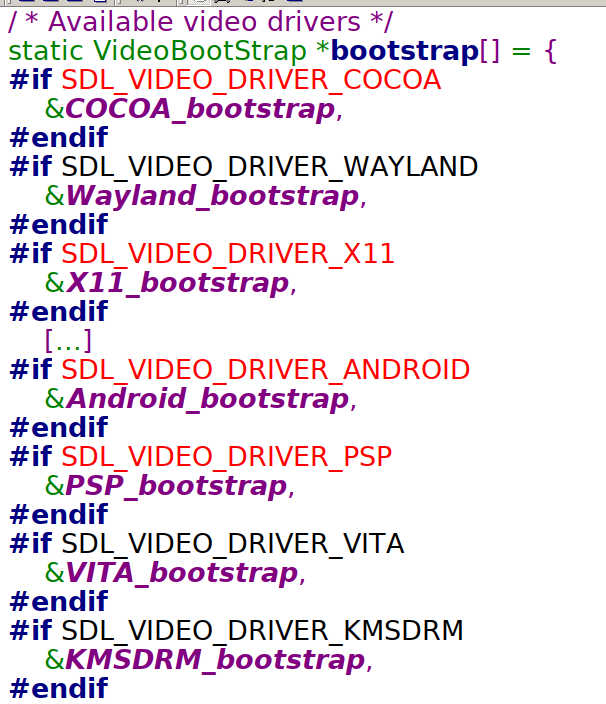 / * Available video drivers */
static VideoBootStrap *bootstrap[] = {
#if SDL_VIDEO_DRIVER_COCOA
    &COCOA_bootstrap,
#endif
#if SDL_VIDEO_DRIVER_WAYLAND
    &Wayland_bootstrap,
#endif
#if SDL_VIDEO_DRIVER_X11
    &X11_bootstrap,
#endif
    [...]
#if SDL_VIDEO_DRIVER_ANDROID
    &Android_bootstrap,
#endif
#if SDL_VIDEO_DRIVER_PSP
    &PSP_bootstrap,
#endif
#if SDL_VIDEO_DRIVER_VITA
    &VITA_bootstrap,
#endif
#if SDL_VIDEO_DRIVER_KMSDRM
    &KMSDRM_bootstrap,
#endif